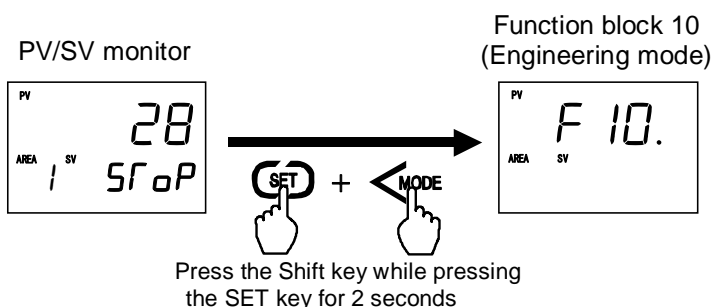 PV/SV monitor
PV
28
AREA 1 SV SToP
SET + MODE
Press the Shift key while pressing
the SET key for 2 seconds
Function block 10
(Engineering mode)
PV
F 10.
AREA SV